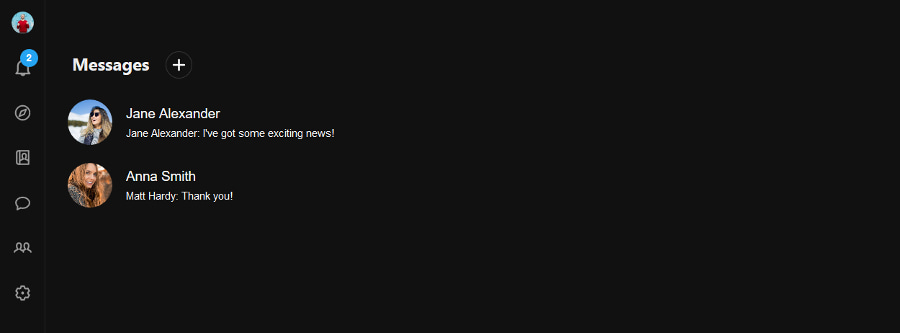 2
Messages
Jane Alexander
Jane Alexander: I've got some exciting news!
Anna Smith
Matt Hardy: Thank you!